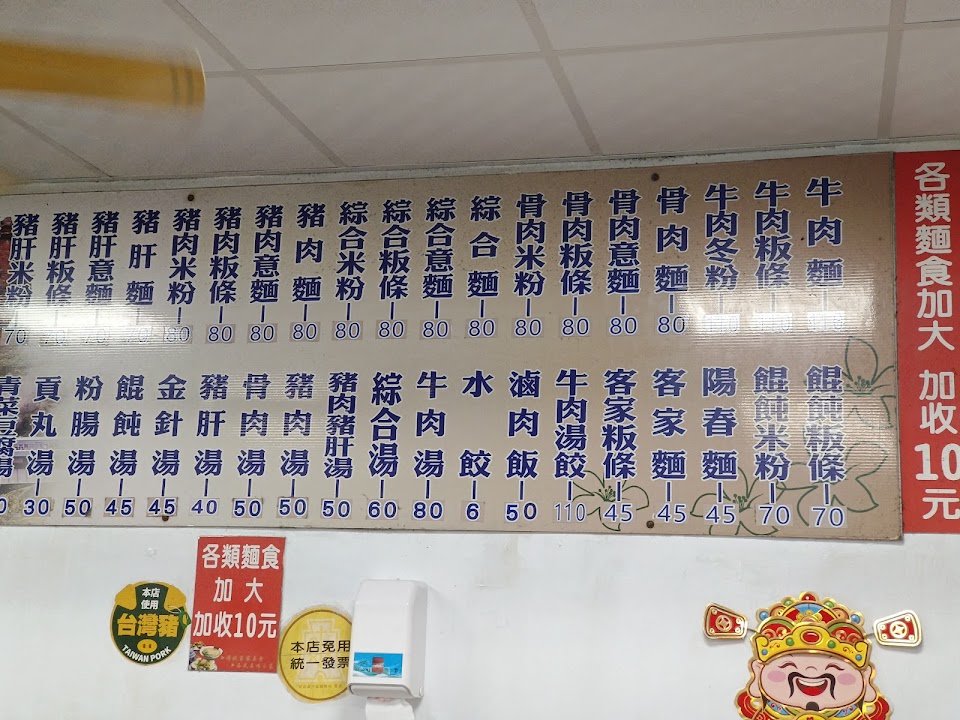 牛肉麵
牛肉粄條
牛肉冬粉
骨肉麵-80
骨肉意麵-80
骨肉粄條-80
骨肉米粉-80
綜合麵-80
綜合意麵-80
綜合粄條-80
綜合米粉-80
豬肉麵-80
豬肉意麵-80
豬肉粄條-80
豬肉米粉-80
豬肝麵-70
豬肝意麵-70
豬肝粄條-70
豬肝米粉-70
餛飩粄條-70
餛飩米粉-70
陽春麵-45
客家麵-45
客家粄條-45
牛肉湯餃-110
滷肉飯-50
水餃-6
牛肉湯-80
綜合湯-60
豬肉豬肝湯-50
豬肉湯-50
骨肉湯-50
豬肝湯-40
金針湯-45
餛飩湯-45
粉腸湯-50
貢丸湯-30
各類麵食加大 加收10元
各類麵食
加大
加收10元
本店
使用
台灣豬
TAIWAN PORK
本店免用
統一發票